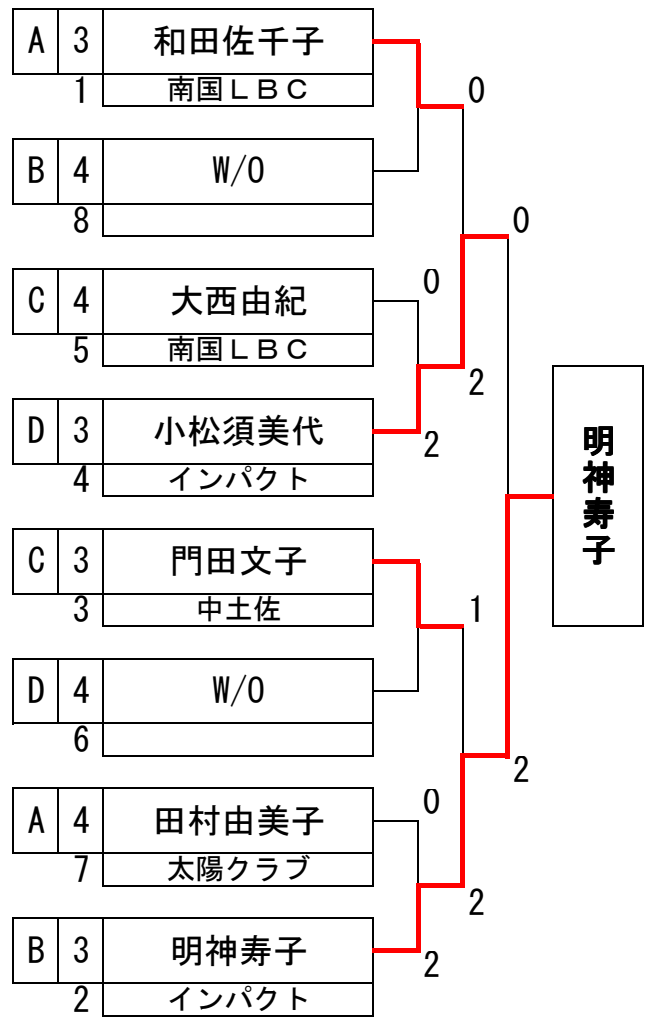 A 3 和田佐千子
1 南国LBC
0
B 4 W/O
8
0
C 4 大西由紀
0
5 南国LBC
2
D 3 小松須美代
2
4 インパクト
明神寿子
C 3 門田文子
3 中土佐
1
D 4 W/O
6
2
A 4 田村由美子
0
7 太陽クラブ
2
B 3 明神寿子
2
2 インパクト